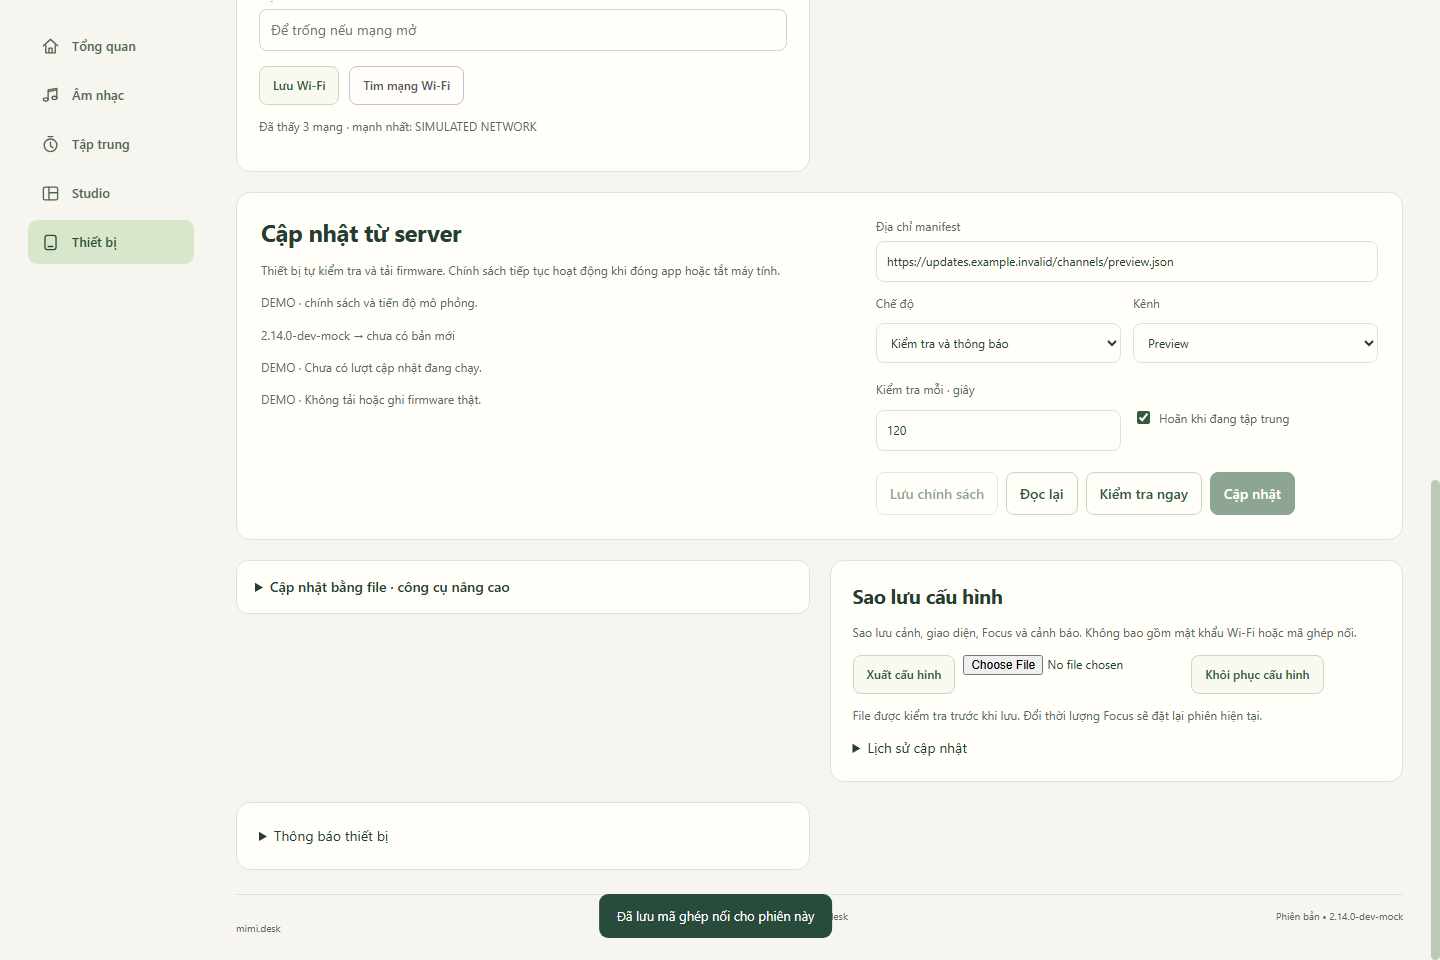 Tổng quan
Âm nhạc
Tập trung
Studio
Thiết bị
Để trống nếu mạng mở
Lưu Wi-Fi
Tìm mạng Wi-Fi
Đã thấy 3 mạng · mạnh nhất: SIMULATED NETWORK
Cập nhật từ server
Thiết bị tự kiểm tra và tải firmware. Chính sách tiếp tục hoạt động khi đóng app hoặc tắt máy tính.
DEMO · chính sách và tiến độ mô phỏng.
2.14.0-dev-mock → chưa có bản mới
DEMO · Chưa có lượt cập nhật đang chạy.
DEMO · Không tải hoặc ghi firmware thật.
Địa chỉ manifest
https://updates.example.invalid/channels/preview.json
Chế độ
Kênh
Kiểm tra và thông báo
Preview
Kiểm tra mỗi · giây
120
Hoãn khi đang tập trung
Lưu chính sách
Đọc lại
Kiểm tra ngay
Cập nhật
Cập nhật bằng file · công cụ nâng cao
Sao lưu cấu hình
Sao lưu cảnh, giao diện, Focus và cảnh báo. Không bao gồm mật khẩu Wi-Fi hoặc mã ghép nối.
Xuất cấu hình
Choose File No file chosen
Khôi phục cấu hình
File được kiểm tra trước khi lưu. Đổi thời lượng Focus sẽ đặt lại phiên hiện tại.
Lịch sử cập nhật
Thông báo thiết bị
Đã lưu mã ghép nối cho phiên này
mimi.desk
Phiên bản • 2.14.0-dev-mock